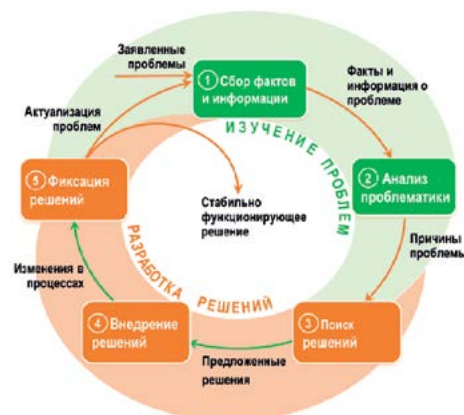 Заявленные
проблемы
① Сбор фактов
и информации
Факты и
информация о
проблеме
Актуализация
проблем
ИЗУЧЕНИЕ ПРОБЛЕМ
② Анализ
проблематики
⑤ Фиксация
решений
Стабильно
функционирующее
решение
Причины
проблемы
Изменения в
процессах
РАЗРАБОТКА РЕШЕНИЙ
④ Внедрение
решений
③ Поиск
решений
Предложенные
решения